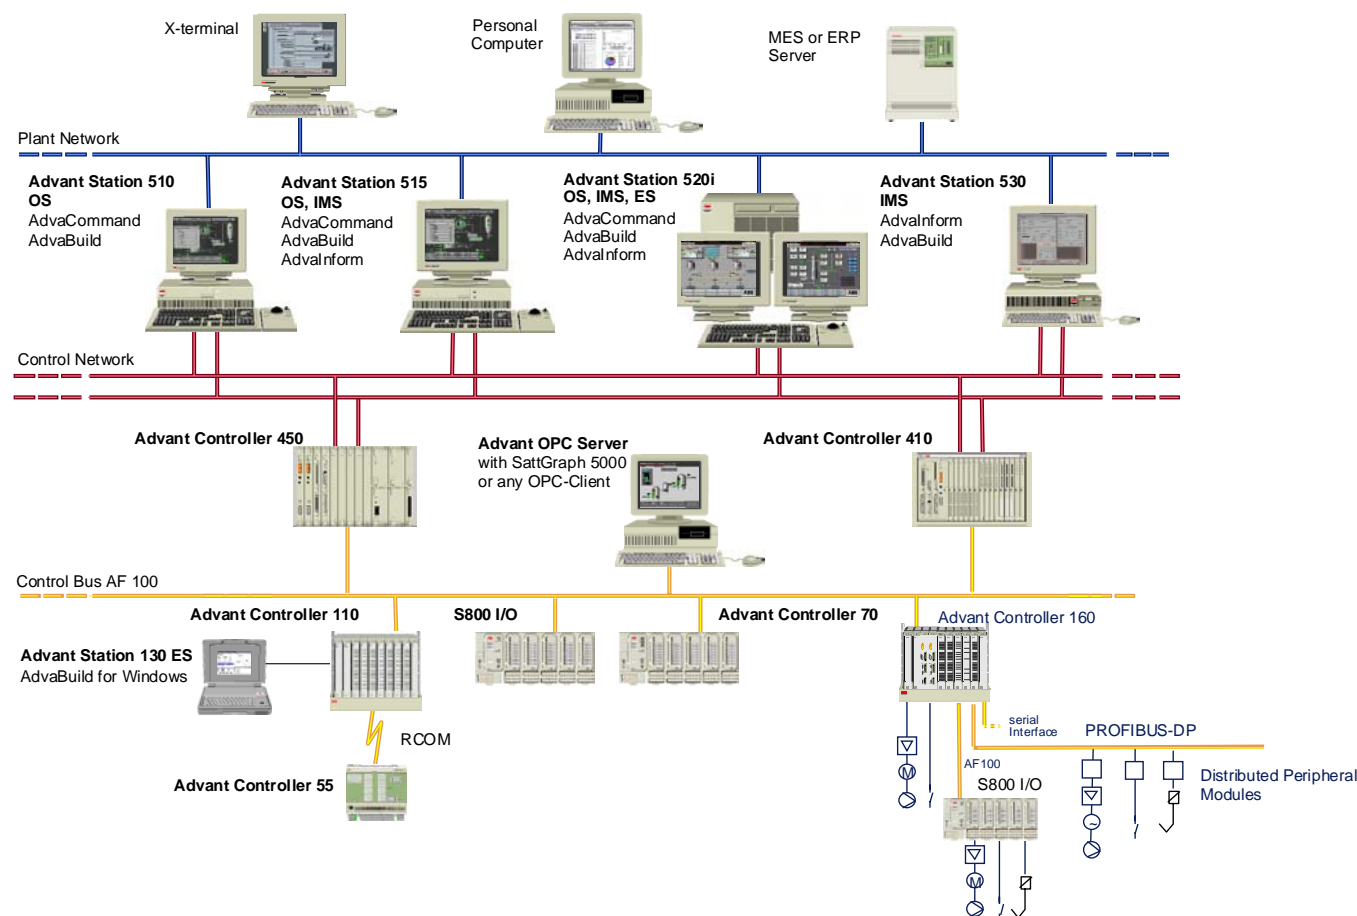 X-terminal
Personal
Computer
MES or ERP
Server
Plant Network
Advant Station 510
OS
AdvaCommand
AdvaBuild
Advant Station 515
OS, IMS
AdvaCommand
AdvaBuild
AdvaInform
Advant Station 520i
OS, IMS, ES
AdvaCommand
AdvaBuild
AdvaInform
Advant Station 530
IMS
AdvaInform
AdvaBuild
Control Network
Advant Controller 450
Advant OPC Server
with SattGraph 5000
or any OPC-Client
Advant Controller 410
Control Bus AF 100
Advant Controller 110
S800 I/O
Advant Controller 70
Advant Controller 160
Advant Station 130 ES
AdvaBuild for Windows
RCOM
Advant Controller 55
serial
Interface
PROFIBUS-DP
AF100
S800 I/O
Distributed Peripheral
Modules
M
M